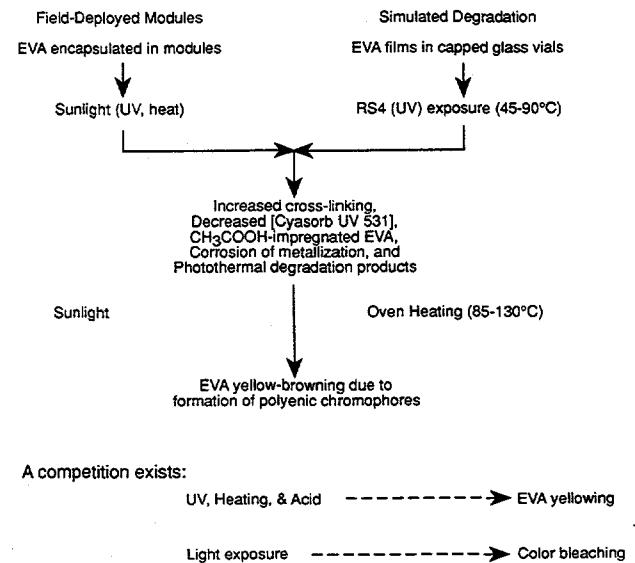 Field-Deployed Modules
Simulated Degradation
EVA encapsulated in modules
EVA films in capped glass vials
Sunlight (UV, heat)
RS4 (UV) exposure (45-90°C)
Increased cross-linking,
Decreased [Cyasorb UV 531],
CH3COOH-impregnated EVA,
Corrosion of metallization, and
Photothermal degradation products
Sunlight
Oven Heating (85-130°C)
EVA yellow-browning due to
formation of polyenic chromophores
A competition exists:
UV, Heating, & Acid
EVA yellowing
Light exposure
Color bleaching